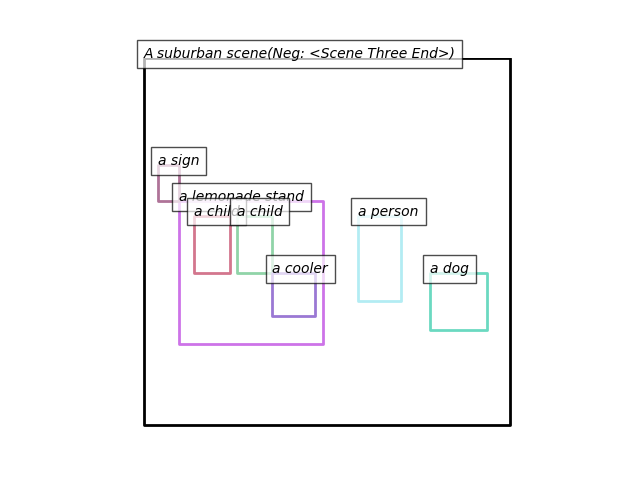 A suburban scene(Neg: <Scene Three End>)
a sign
a lemonade stand
a child
a child
a person
a cooler
a dog